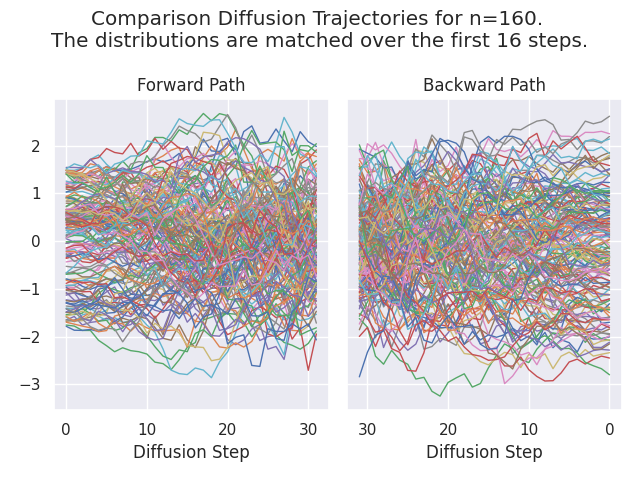 Comparison Diffusion Trajectories for n=160.
The distributions are matched over the first 16 steps.
Forward Path
Backward Path
2
1
0
−1
−2
−3
0 10 20 30
30 20 10 0
Diffusion Step
Diffusion Step